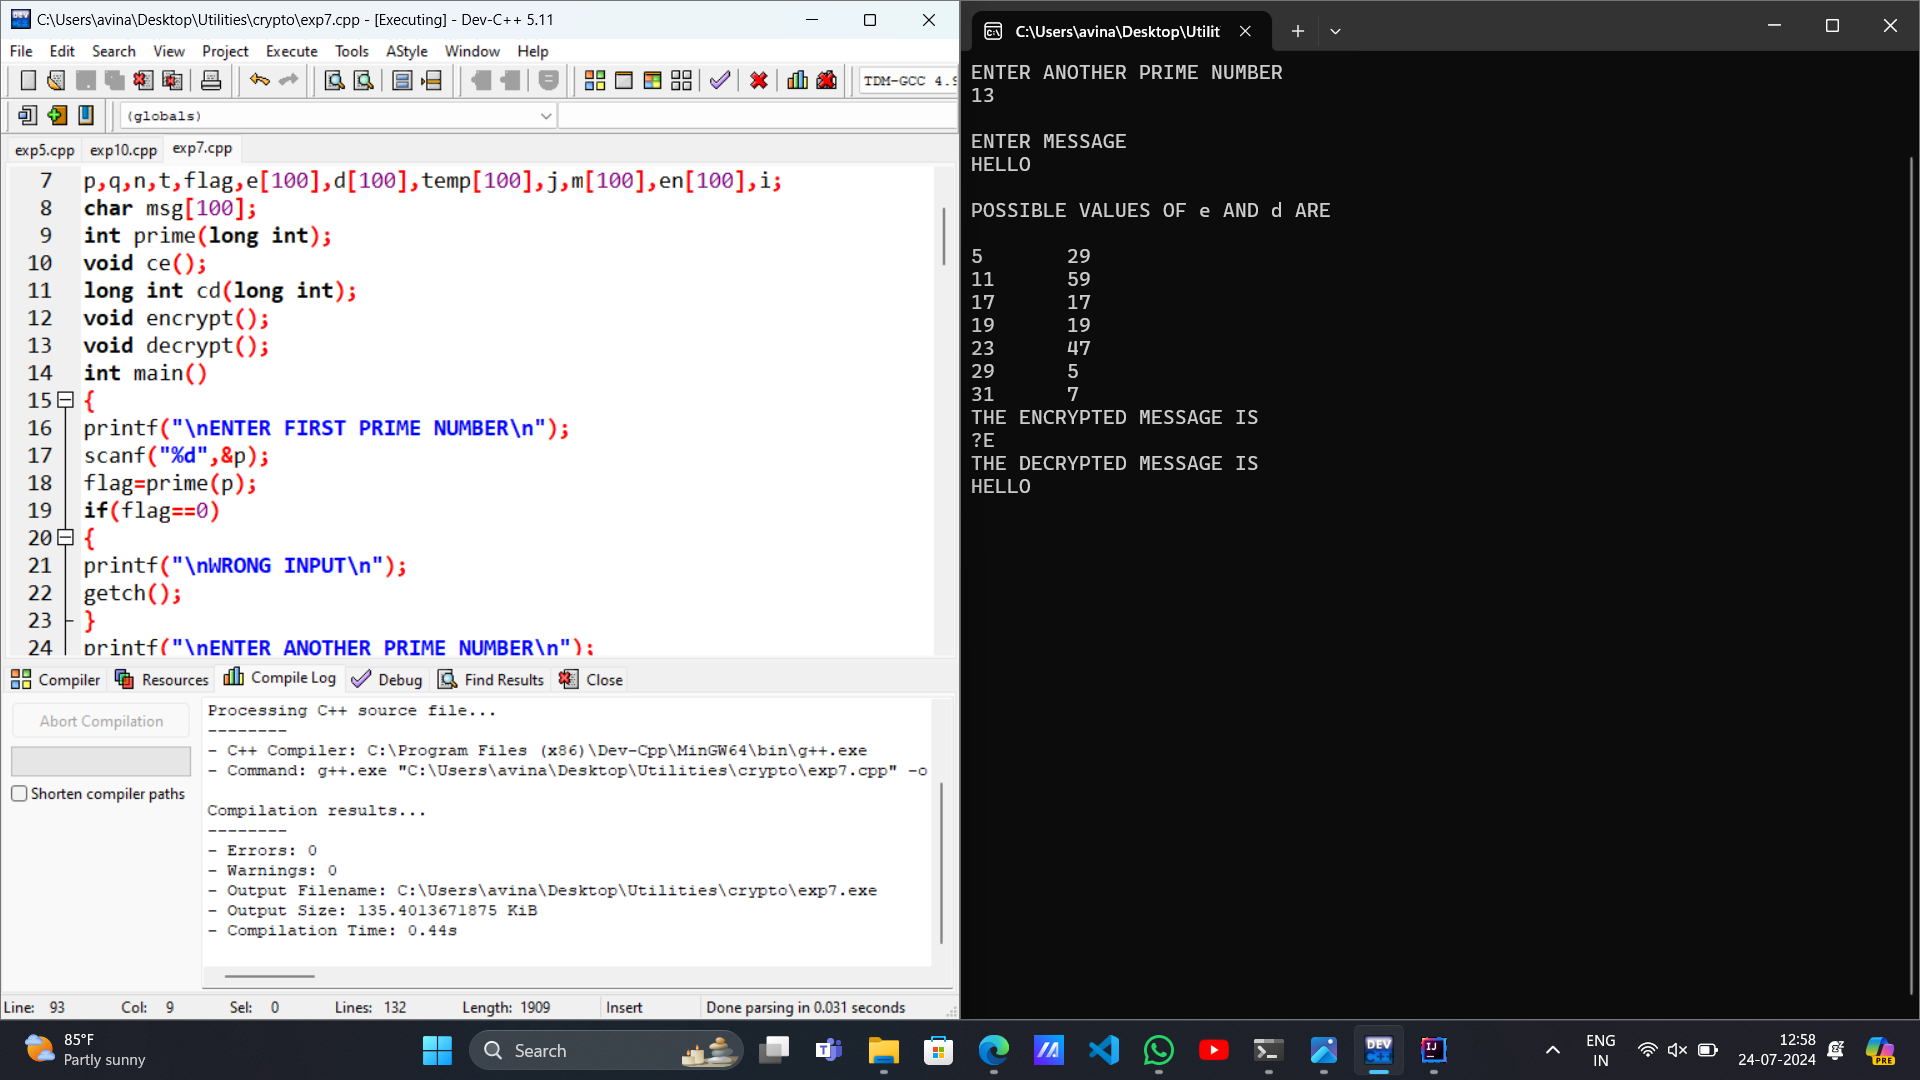 C:\Users\avina\Desktop\Utilities\crypto\exp7.cpp - [Executing] - Dev-C++ 5.11
File Edit Search View Project Execute Tools AStyle Window Help
TDM-GCC 4.9
(globals)
exp5.cpp exp10.cpp exp7.cpp
7 p,q,n,t,flag,e[100],d[100],temp[100],j,m[100],en[100],i;
8 char msg[100];
9 int prime(long int);
10 void ce();
11 long int cd(long int);
12 void encrypt();
13 void decrypt();
14 int main()
15 {
16 printf("\nENTER FIRST PRIME NUMBER\n");
17 scanf("%d",&p);
18 flag=prime(p);
19 if(flag==0)
20 {
21 printf("\nWRONG INPUT\n");
22 getch();
23 }
24 printf("\nENTER ANOTHER PRIME NUMBER\n");
Compiler Resources Compile Log Debug Find Results Close
Abort Compilation
Shorten compiler paths
Processing C++ source file...
--------
- C++ Compiler: C:\Program Files (x86)\Dev-Cpp\MinGW64\bin\g++.exe
- Command: g++.exe "C:\Users\avina\Desktop\Utilities\crypto\exp7.cpp" -o
Compilation results...
--------
- Errors: 0
- Warnings: 0
- Output Filename: C:\Users\avina\Desktop\Utilities\crypto\exp7.exe
- Output Size: 135.4013671875 KiB
- Compilation Time: 0.44s
Line: 93 Col: 9 Sel: 0 Lines: 132 Length: 1909 Insert Done parsing in 0.031 seconds
C:\Users\avina\Desktop\Utilit
ENTER ANOTHER PRIME NUMBER
13
ENTER MESSAGE
HELLO
POSSIBLE VALUES OF e AND d ARE
5 29
11 59
17 17
19 19
23 47
29 5
31 7
THE ENCRYPTED MESSAGE IS
?E
THE DECRYPTED MESSAGE IS
HELLO
85°F
Partly sunny
Search
DEV
IJ
ENG
IN
12:58
24-07-2024
PRE